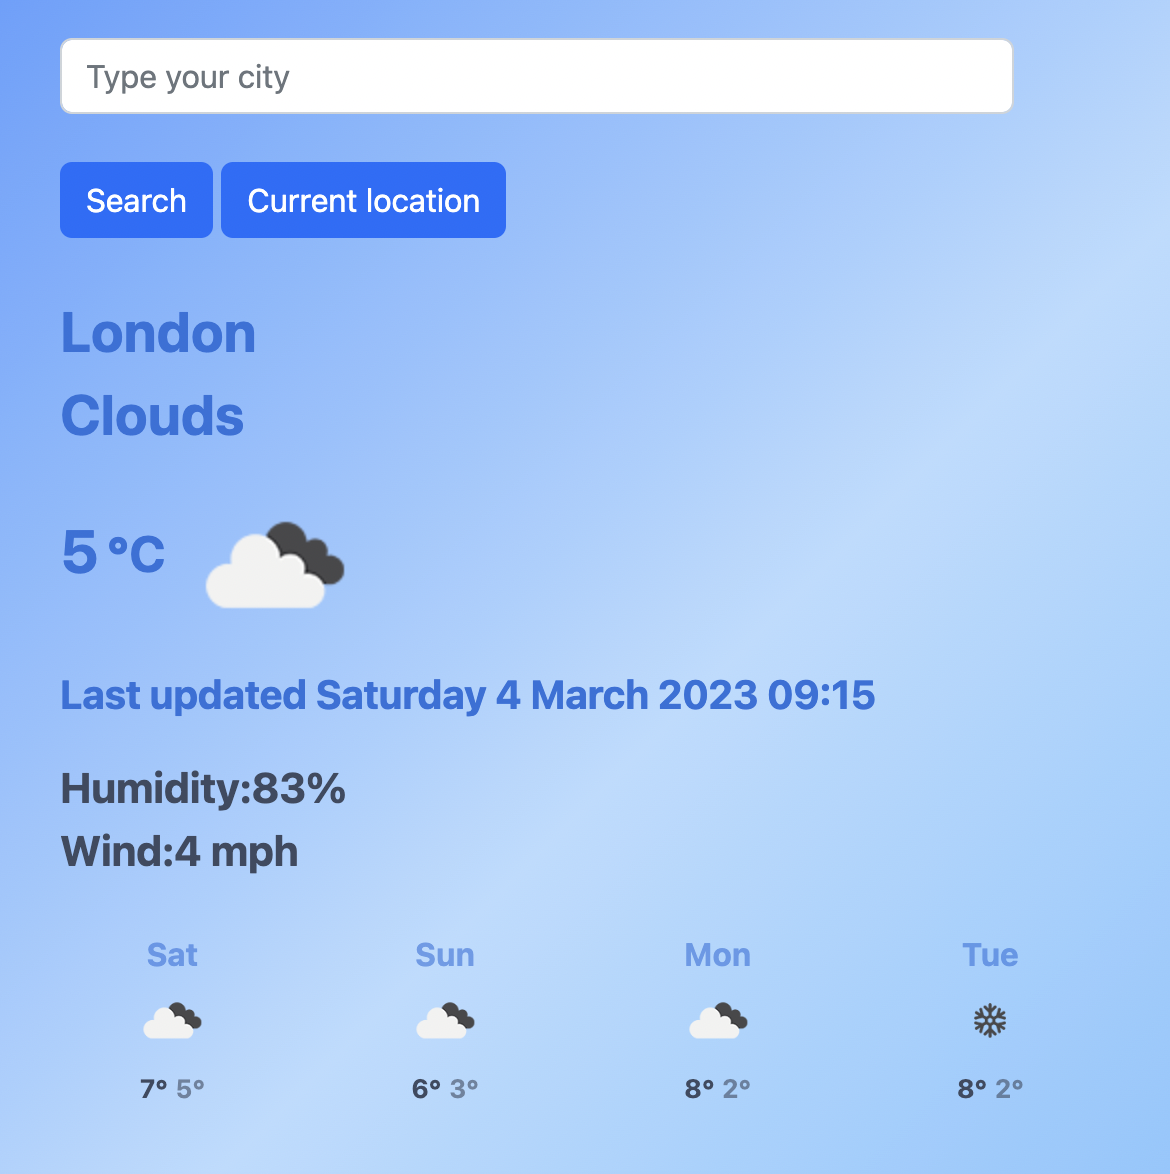 Type your city
Search Current location
London
Clouds
5 °C
Last updated Saturday 4 March 2023 09:15
Humidity:83%
Wind:4 mph
Sat Sun Mon Tue
7° 5° 6° 3° 8° 2° 8° 2°